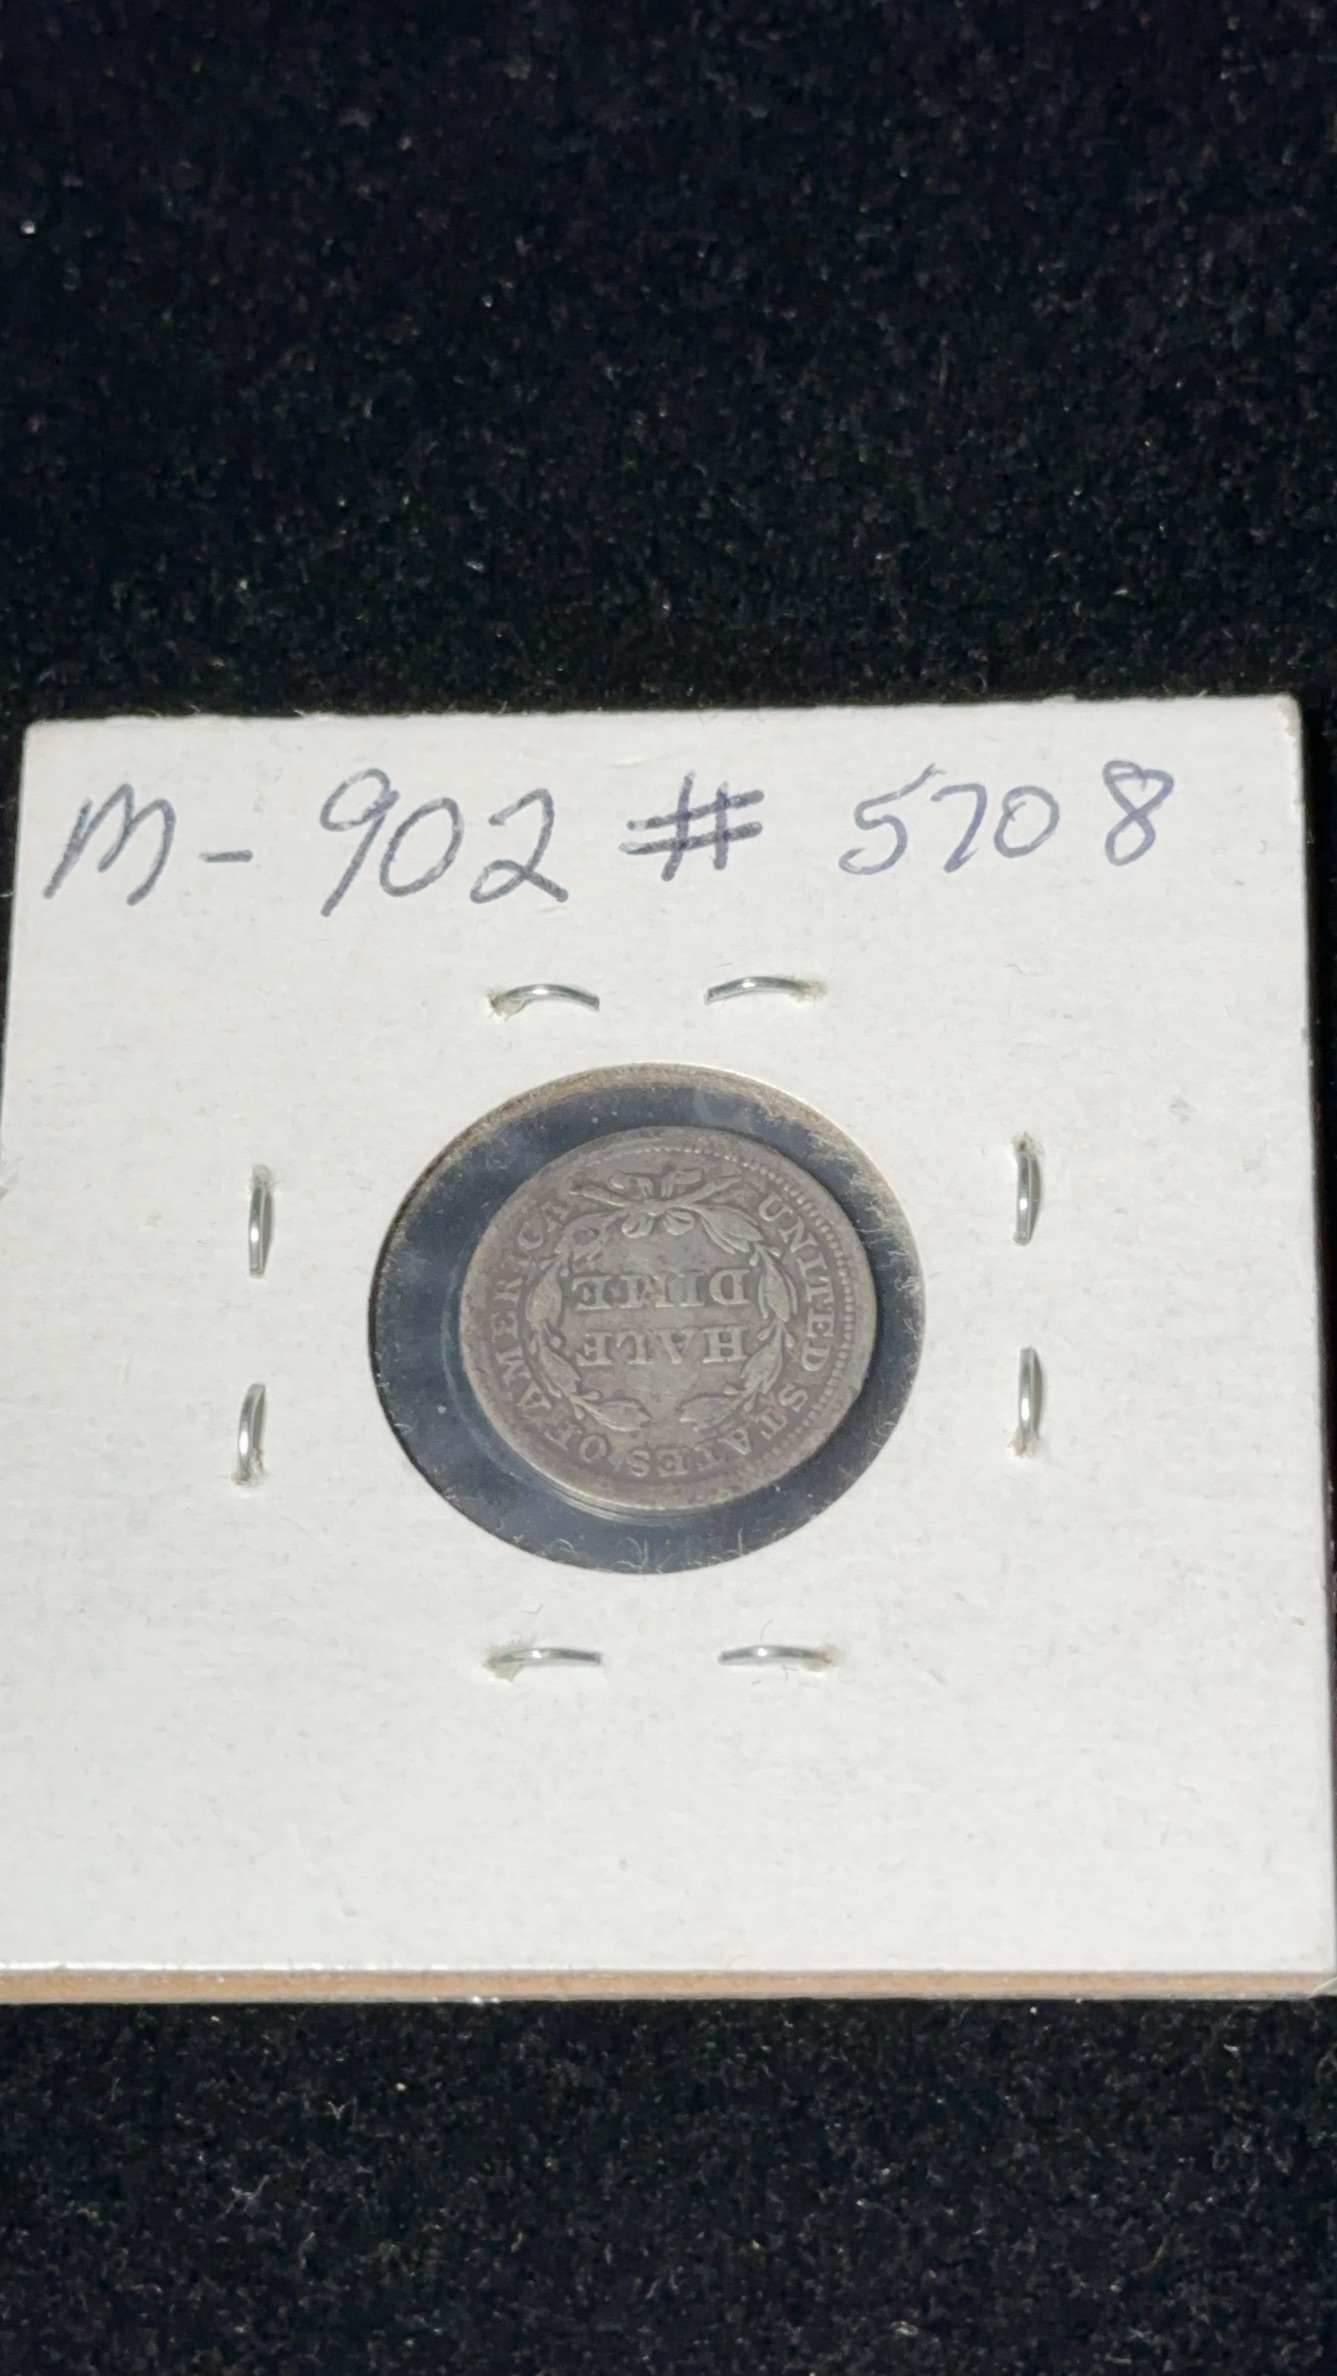 M-902 # 5708
UNITED STATES OF AMERICA
HALF
DIME